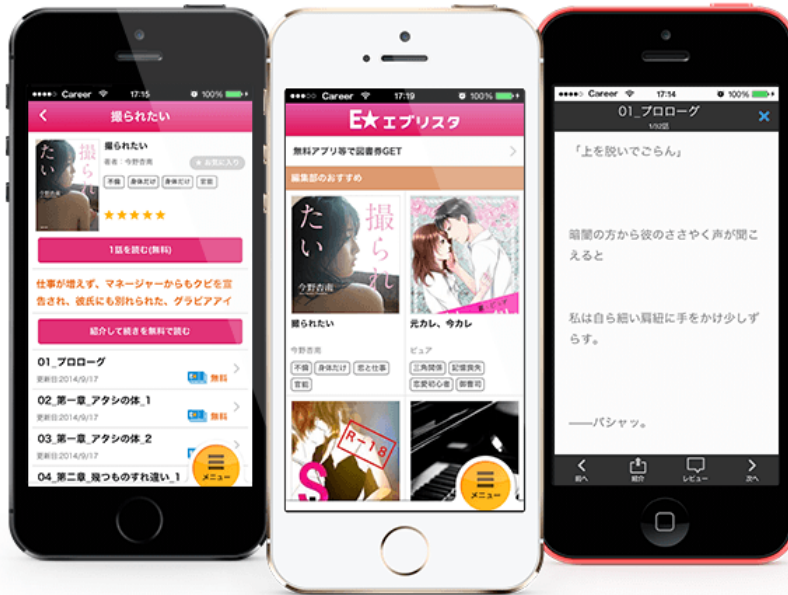 Career 17:15 100%
撮られたい
たい 撮られ
撮られたい
著者：今野杏南
★ お気に入り
不倫 身体だけ 身体だけ 官能
★★★★★
1話を読む(無料)
仕事が増えず、マネージャーからもクビを宣
告され、彼氏にも別れられた、グラビアアイ
紹介して続きを無料で読む
01_プロローグ
更新日:2014/9/17 無料
02_第一章_アタシの体_1
更新日:2014/9/17 無料
03_第一章_アタシの体_2
更新日:2014/9/17
04_第二章_幾つものすれ違い_1
メニュー
Career 17:19 100%
E★エブリスタ
無料アプリ等で図書券GET
編集部のおすすめ
たい 撮られ
今野杏南
撮られたい
今野杏南
不倫 身体だけ 恋と仕事
官能
元カレ、今カレ
ピュア
三角関係 記憶喪失
恋愛初心者 御曹司
R-18
S
メニュー
Career 17:14 100%
01_プロローグ
1/92話
「上を脱いでごらん」
暗闇の方から彼のささやく声が聞こ
えると
私は自ら細い肩紐に手をかけ少しず
らす。
――パシャッ。
前へ 紹介 レビュー 次へ